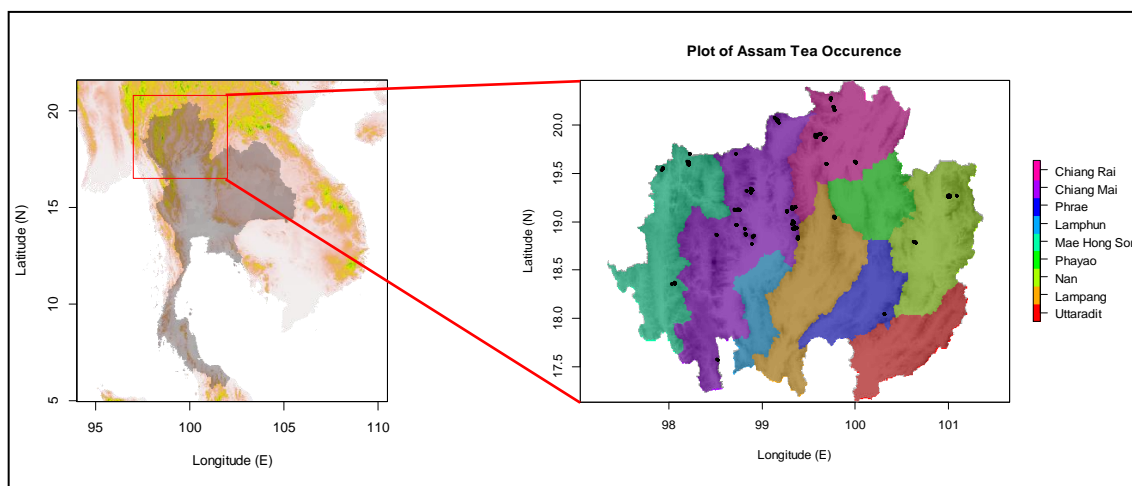 Plot of Assam Tea Occurence
20
15
10
5
Latitude (N)
95
100
105
110
Longitude (E)
20.0
19.5
19.0
18.5
18.0
17.5
Latitude (N)
98
99
100
101
Longitude (E)
Chiang Rai
Chiang Mai
Phrae
Lamphun
Mae Hong Son
Phayao
Nan
Lampang
Uttaradit